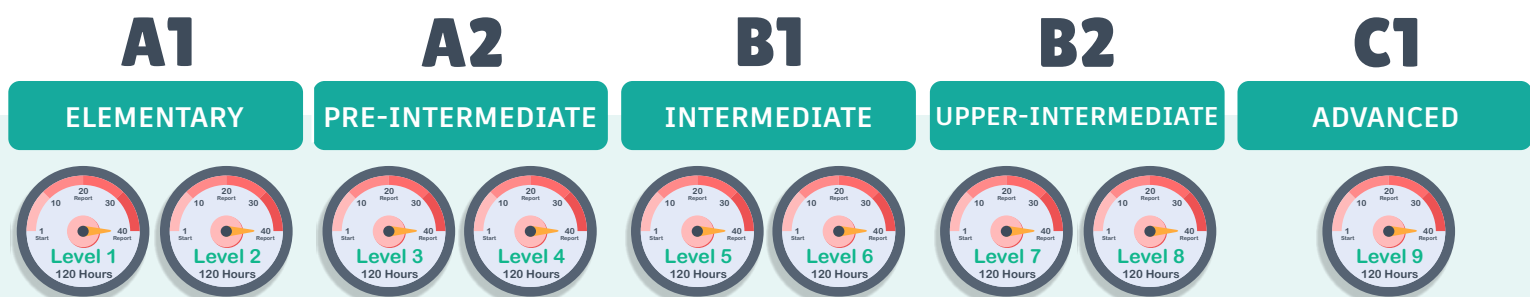 A1 A2 B1 B2 C1
ELEMENTARY PRE-INTERMEDIATE INTERMEDIATE UPPER-INTERMEDIATE ADVANCED
20 20 20 20 20 20 20 20 20
Report Report Report Report Report Report Report Report Report
10 30 10 30 10 30 10 30 10 30 10 30 10 30 10 30 10 30
1 40 1 40 1 40 1 40 1 40 1 40 1 40 1 40 1 40
Start Report Start Report Start Report Start Report Start Report Start Report Start Report Start Report Start Report
Level 1 Level 2 Level 3 Level 4 Level 5 Level 6 Level 7 Level 8 Level 9
120 Hours 120 Hours 120 Hours 120 Hours 120 Hours 120 Hours 120 Hours 120 Hours 120 Hours